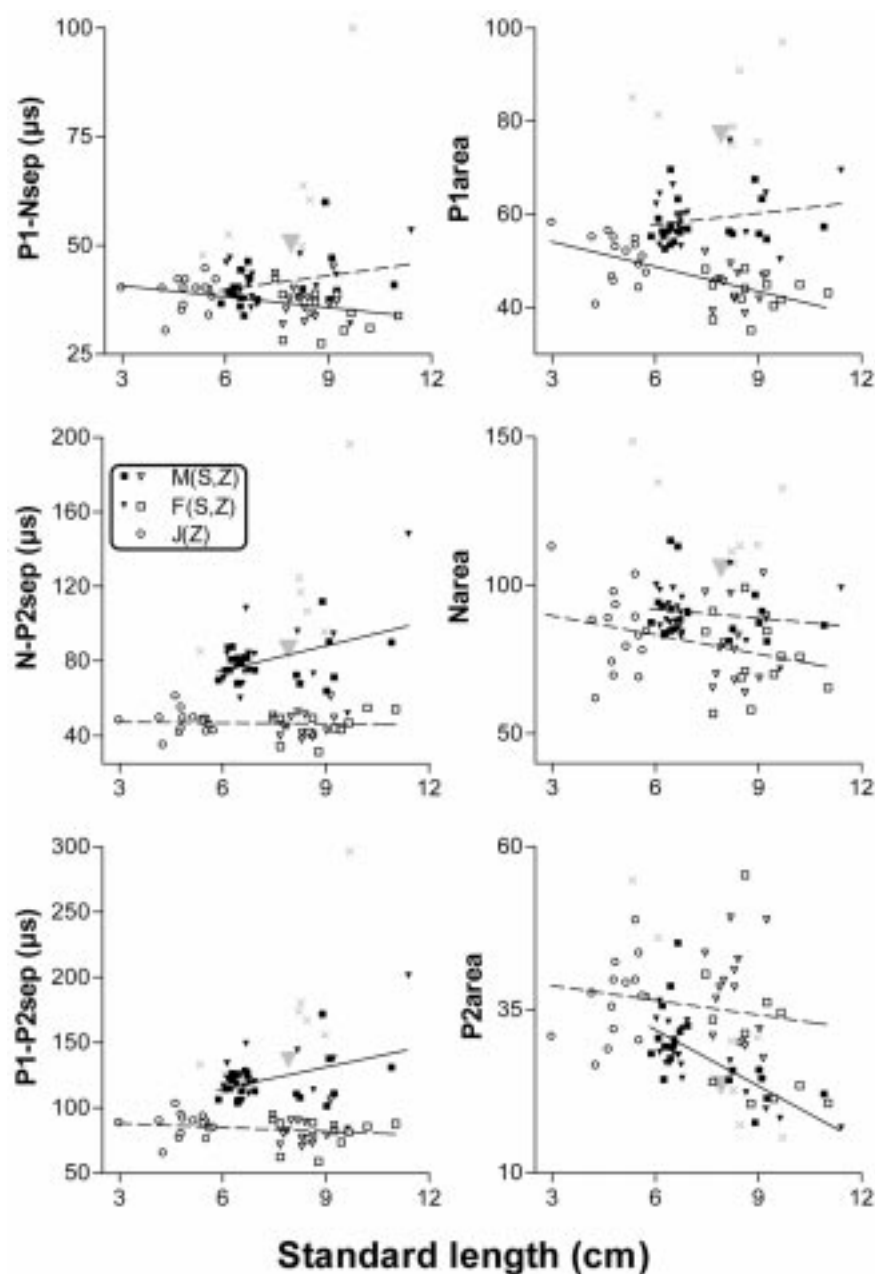 P1-Nsep (µs)
100
75
50
25
3 6 9 12
P1area
100
80
60
40
3 6 9 12
N-P2sep (µs)
200
160
120
80
40
M(S,Z)
F(S,Z)
J(Z)
3 6 9 12
Narea
150
100
50
3 6 9 12
P1-P2sep (µs)
300
250
200
150
100
50
3 6 9 12
P2area
60
35
10
3 6 9 12
Standard length (cm)